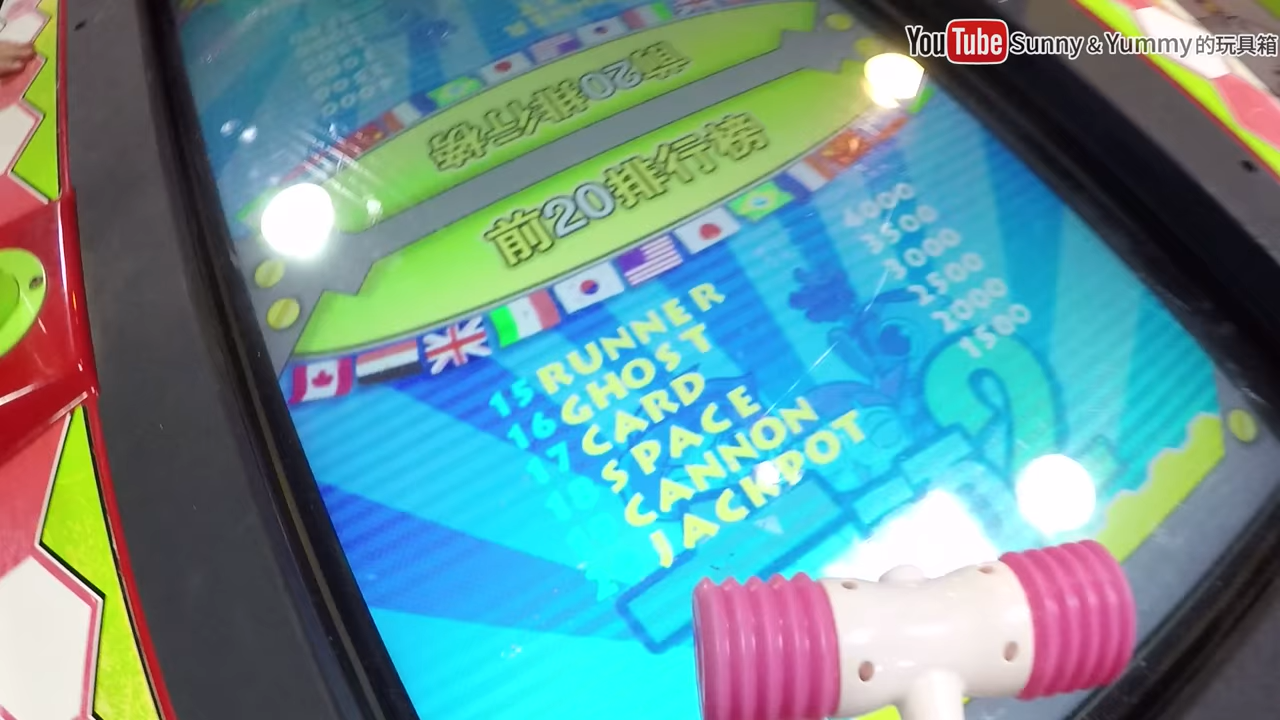 YouTube Sunny & Yummy的玩具箱
前20排行榜
前20排行榜
15 RUNNER 4000
16 GHOST 3500
17 CARD 3000
18 SPACE 2500
CANNON 2000
JACKPOT 1500